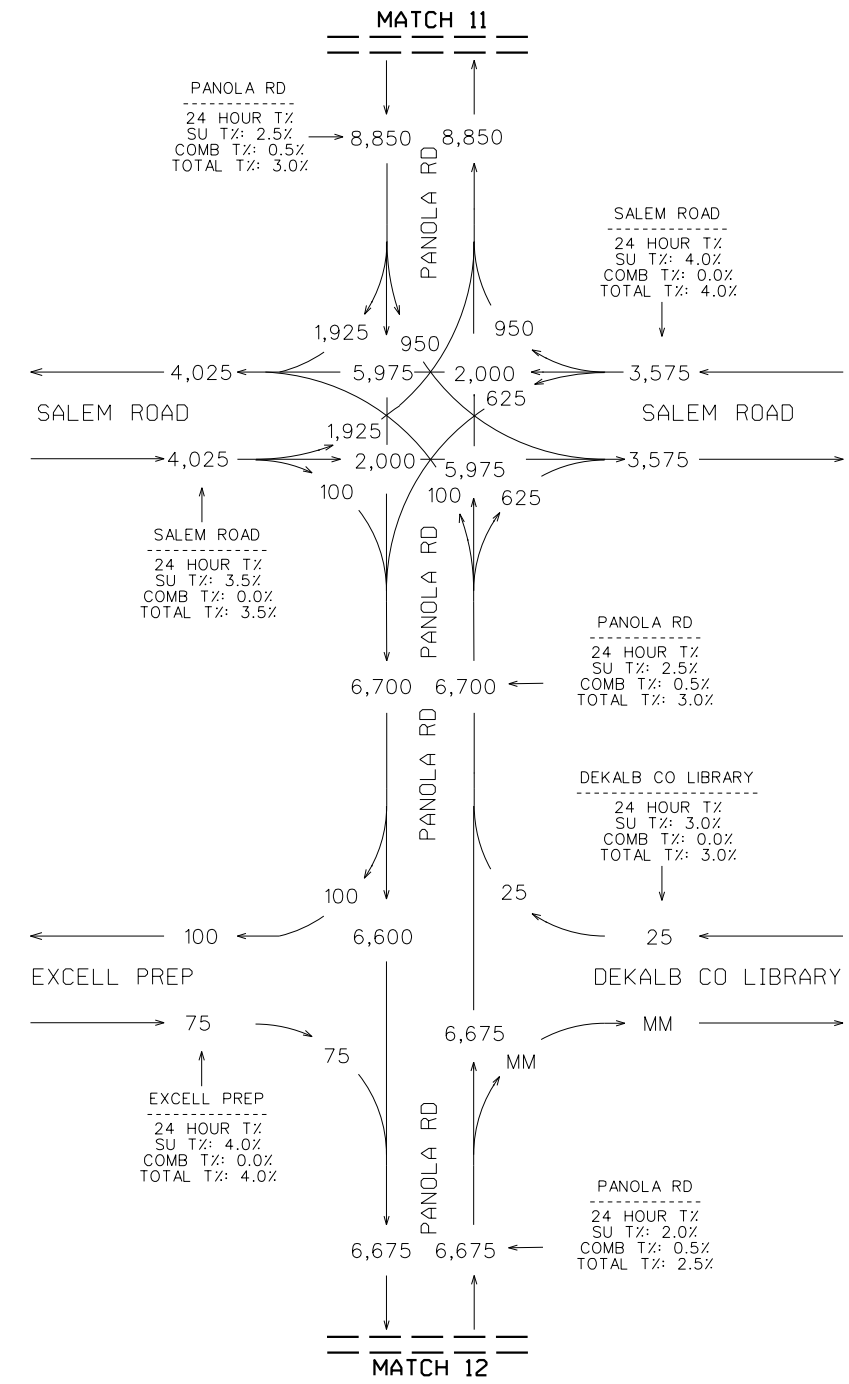 MATCH 11
PANOLA RD
24 HOUR T%
SU T%: 2.5%
COMB T%: 0.5%
TOTAL T%: 3.0%
8,850
8,850
PANOLA RD
SALEM ROAD
24 HOUR T%
SU T%: 4.0%
COMB T%: 0.0%
TOTAL T%: 4.0%
1,925
950
950
4,025
5,975
2,000
3,575
625
SALEM ROAD
SALEM ROAD
1,925
4,025
2,000
5,975
3,575
100
100
625
SALEM ROAD
24 HOUR T%
SU T%: 3.5%
COMB T%: 0.0%
TOTAL T%: 3.5%
PANOLA RD
PANOLA RD
24 HOUR T%
SU T%: 2.5%
COMB T%: 0.5%
TOTAL T%: 3.0%
6,700
6,700
PANOLA RD
DEKALB CO LIBRARY
24 HOUR T%
SU T%: 3.0%
COMB T%: 0.0%
TOTAL T%: 3.0%
100
25
100
6,600
25
EXCELL PREP
DEKALB CO LIBRARY
75
6,675
MM
75
MM
EXCELL PREP
24 HOUR T%
SU T%: 4.0%
COMB T%: 0.0%
TOTAL T%: 4.0%
PANOLA RD
PANOLA RD
24 HOUR T%
SU T%: 2.0%
COMB T%: 0.5%
TOTAL T%: 2.5%
6,675
6,675
MATCH 12